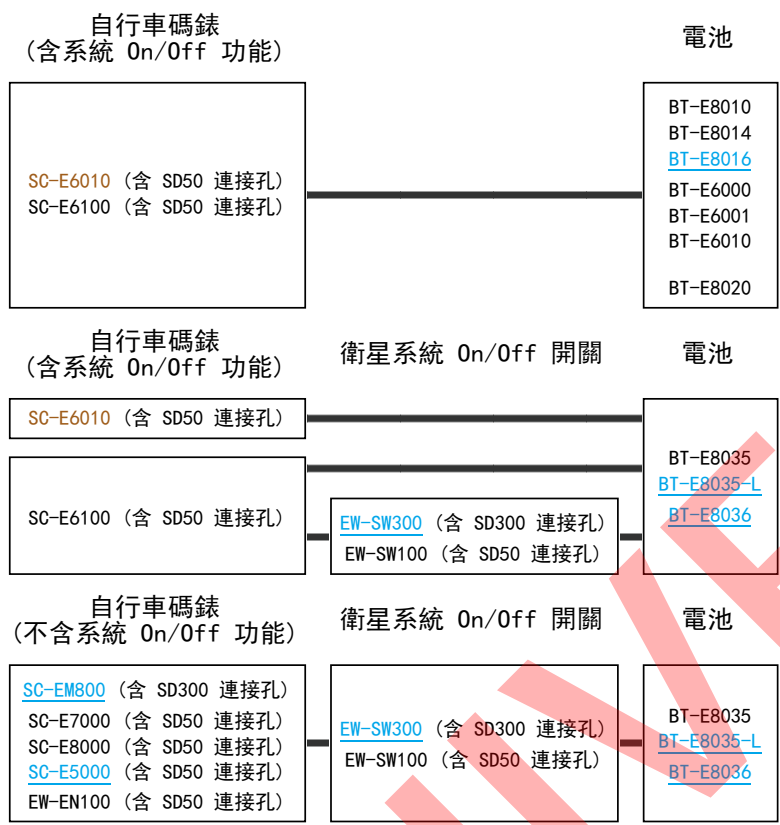 自行車碼錶
(含系統 On/Off 功能)
電池
SC-E6010 (含 SD50 連接孔)
SC-E6100 (含 SD50 連接孔)
BT-E8010
BT-E8014
BT-E8016
BT-E6000
BT-E6001
BT-E6010
BT-E8020
自行車碼錶
(含系統 On/Off 功能)
衛星系統 On/Off 開關
電池
SC-E6010 (含 SD50 連接孔)
SC-E6100 (含 SD50 連接孔)
EW-SW300 (含 SD300 連接孔)
EW-SW100 (含 SD50 連接孔)
BT-E8035
BT-E8035-L
BT-E8036
自行車碼錶
(不含系統 On/Off 功能)
衛星系統 On/Off 開關
電池
SC-EM800 (含 SD300 連接孔)
SC-E7000 (含 SD50 連接孔)
SC-E8000 (含 SD50 連接孔)
SC-E5000 (含 SD50 連接孔)
EW-EN100 (含 SD50 連接孔)
EW-SW300 (含 SD300 連接孔)
EW-SW100 (含 SD50 連接孔)
BT-E8035
BT-E8035-L
BT-E8036